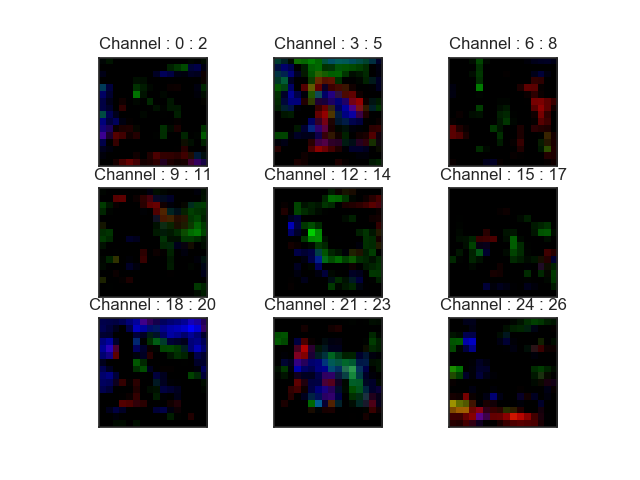 Channel : 0 : 2
Channel : 3 : 5
Channel : 6 : 8
Channel : 9 : 11
Channel : 12 : 14
Channel : 15 : 17
Channel : 18 : 20
Channel : 21 : 23
Channel : 24 : 26